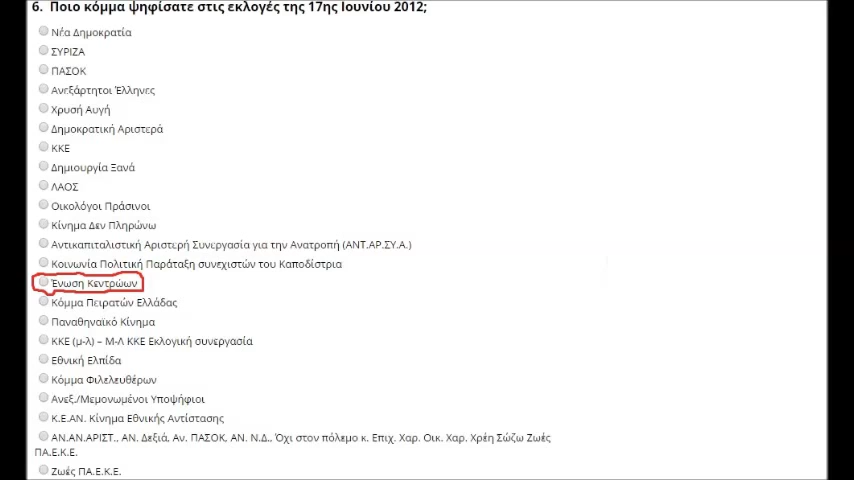 6. Ποιο κόμμα ψηφίσατε στις εκλογές της 17ης Ιουνίου 2012;
Νέα Δημοκρατία
ΣΥΡΙΖΑ
ΠΑΣΟΚ
Ανεξάρτητοι Έλληνες
Χρυσή Αυγή
Δημοκρατική Αριστερά
ΚΚΕ
Δημιουργία Ξανά
ΛΑΟΣ
Οικολόγοι Πράσινοι
Κίνημα Δεν Πληρώνω
Αντικαπιταλιστική Αριστερή Συνεργασία για την Ανατροπή (ΑΝΤ.ΑΡ.ΣΥ.Α.)
Κοινωνία Πολιτική Παράταξη συνεχιστών του Καποδίστρια
Ένωση Κεντρώων
Κόμμα Πειρατών Ελλάδας
Παναθηναϊκό Κίνημα
ΚΚΕ (μ-λ) – Μ-Λ ΚΚΕ Εκλογική συνεργασία
Εθνική Ελπίδα
Κόμμα Φιλελευθέρων
Ανεξ./Μεμονωμένοι Υποψήφιοι
Κ.Ε.ΑΝ. Κίνημα Εθνικής Αντίστασης
ΑΝ.ΑΝ.ΑΡΙΣΤ., ΑΝ. Δεξιά, Αν. ΠΑΣΟΚ, ΑΝ. Ν.Δ., Όχι στον πόλεμο κ. Επιχ. Χαρ. Οικ. Χαρ. Χρέη Σώζω Ζωές
ΠΑ.Ε.Κ.Ε.
Ζωές ΠΑ.Ε.Κ.Ε.